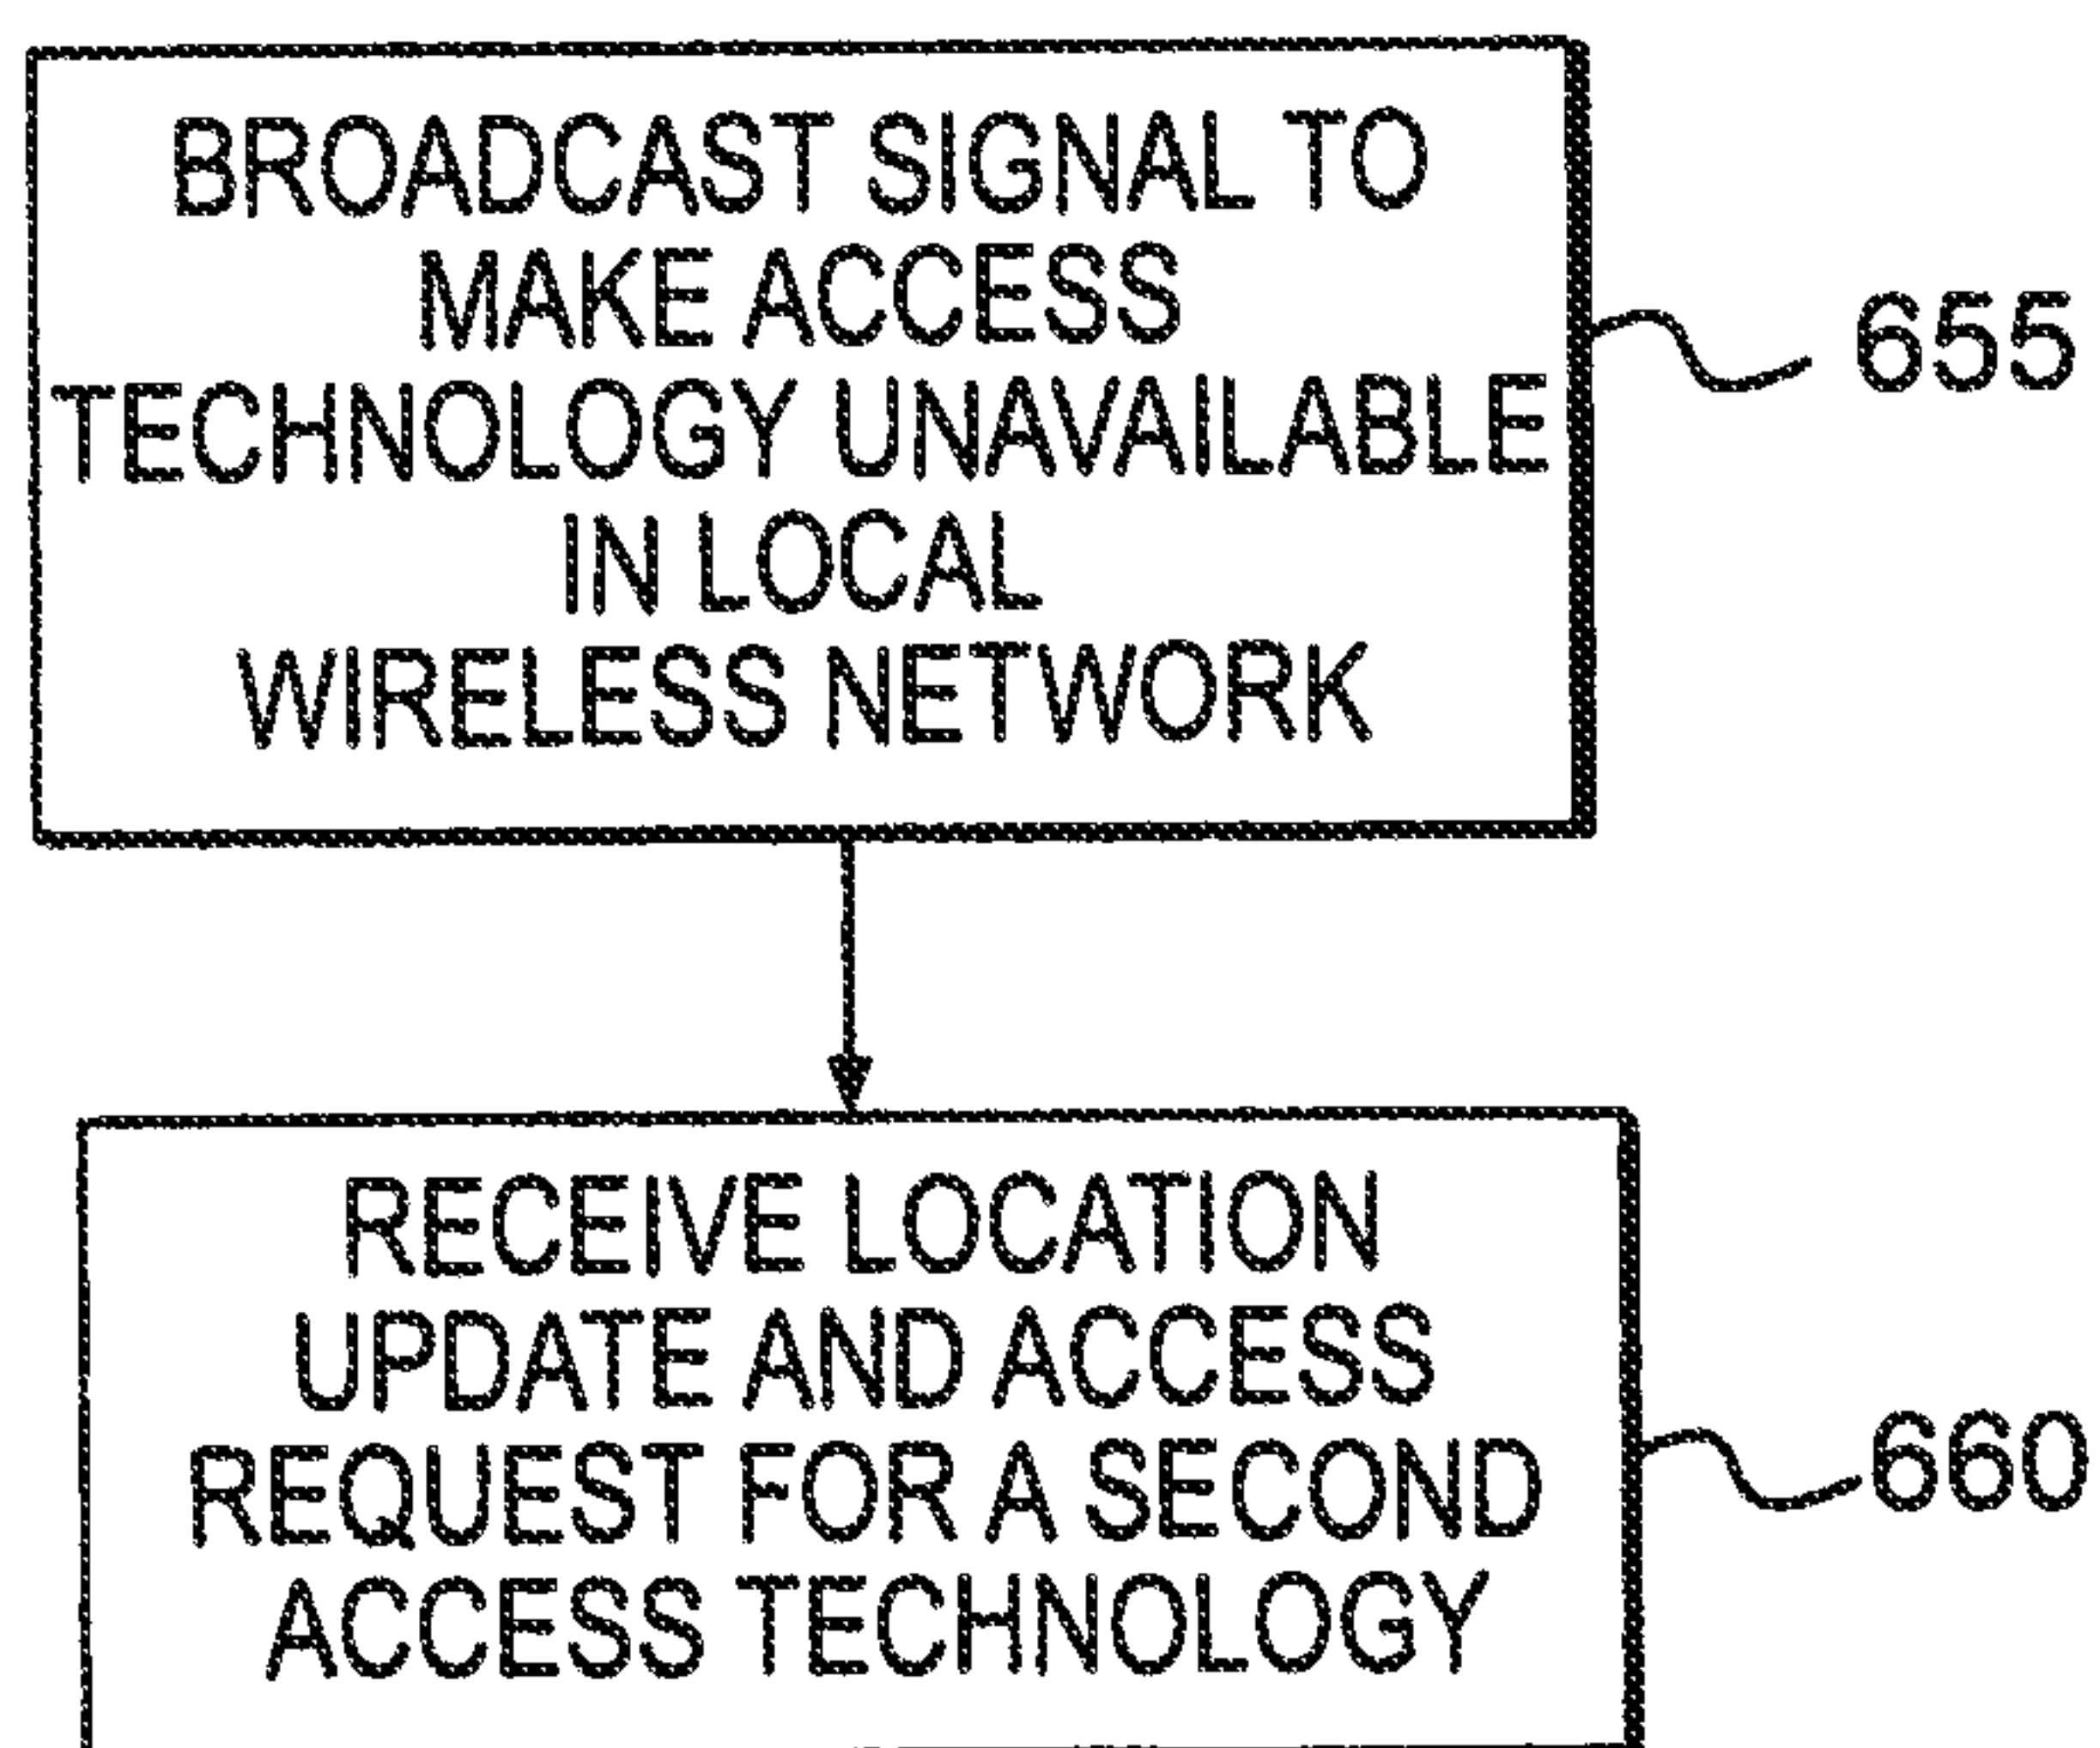 BROADCAST SIGNAL TO
MAKE ACCESS
TECHNOLOGY UNAVAILABLE
IN LOCAL
WIRELESS NETWORK
655
RECEIVE LOCATION
UPDATE AND ACCESS
REQUEST FOR A SECOND
ACCESS TECHNOLOGY
660